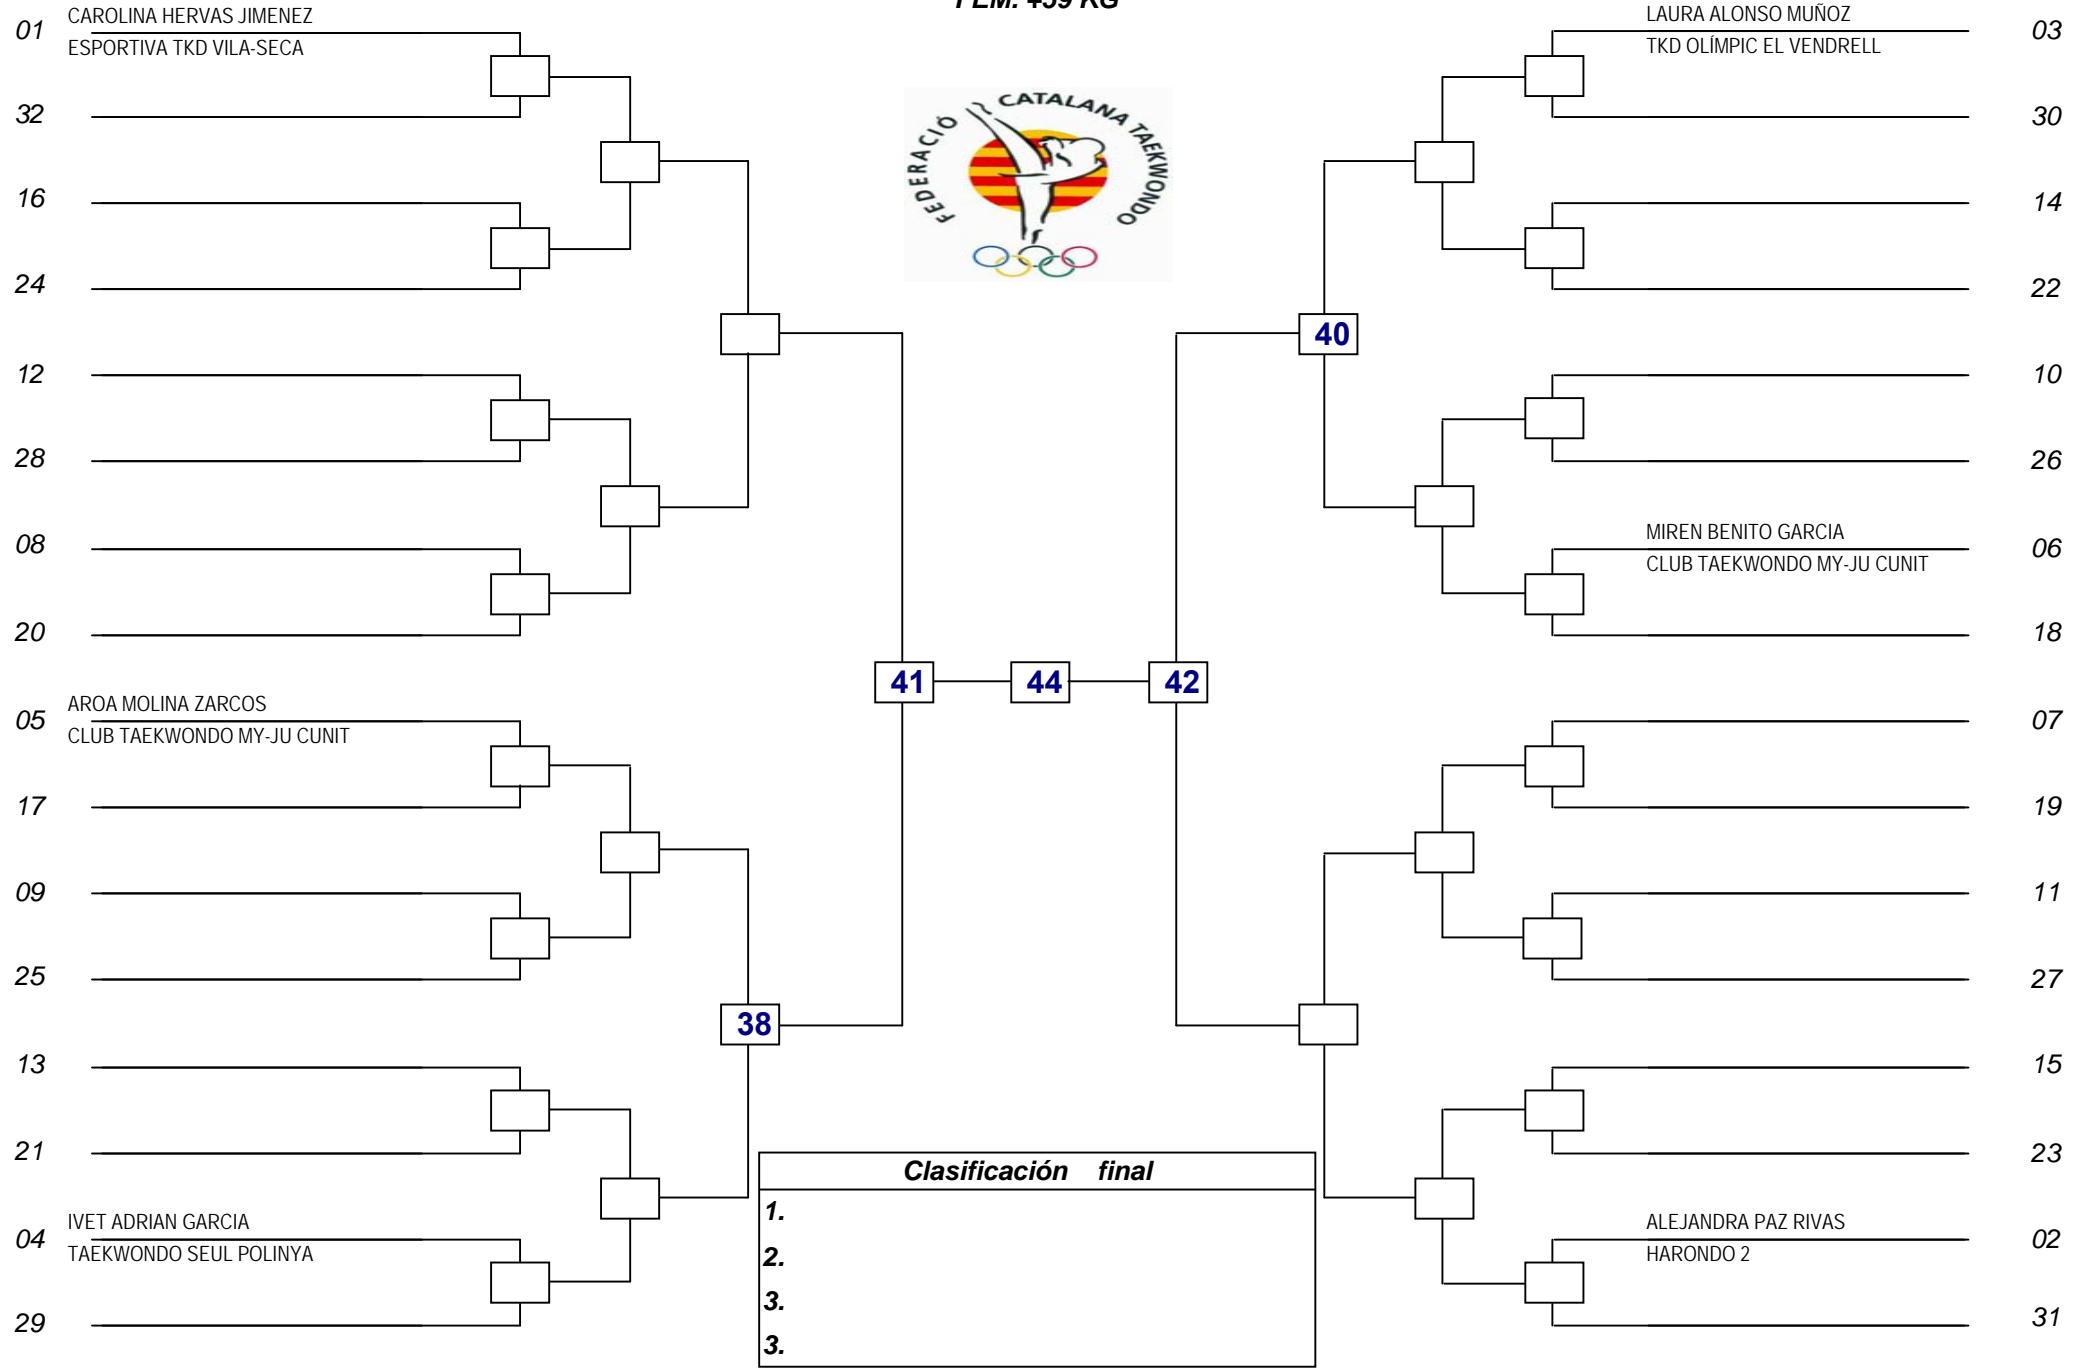 FEM. +59 KG
01
CAROLINA HERVAS JIMENEZ
ESPORTIVA TKD VILA-SECA
32
16
24
12
28
08
20
05
AROA MOLINA ZARCOS
CLUB TAEKWONDO MY-JU CUNIT
17
09
25
13
21
04
IVET ADRIAN GARCIA
TAEKWONDO SEUL POLINYA
29
38
41
44
42
40
FEDERACIÓ CATALANA TAEKWONDO
LAURA ALONSO MUÑOZ
TKD OLÍMPIC EL VENDRELL
03
30
14
22
10
26
MIREN BENITO GARCIA
CLUB TAEKWONDO MY-JU CUNIT
06
18
07
19
11
27
15
23
ALEJANDRA PAZ RIVAS
HARONDO 2
02
31
Clasificación final
1.
2.
3.
3.